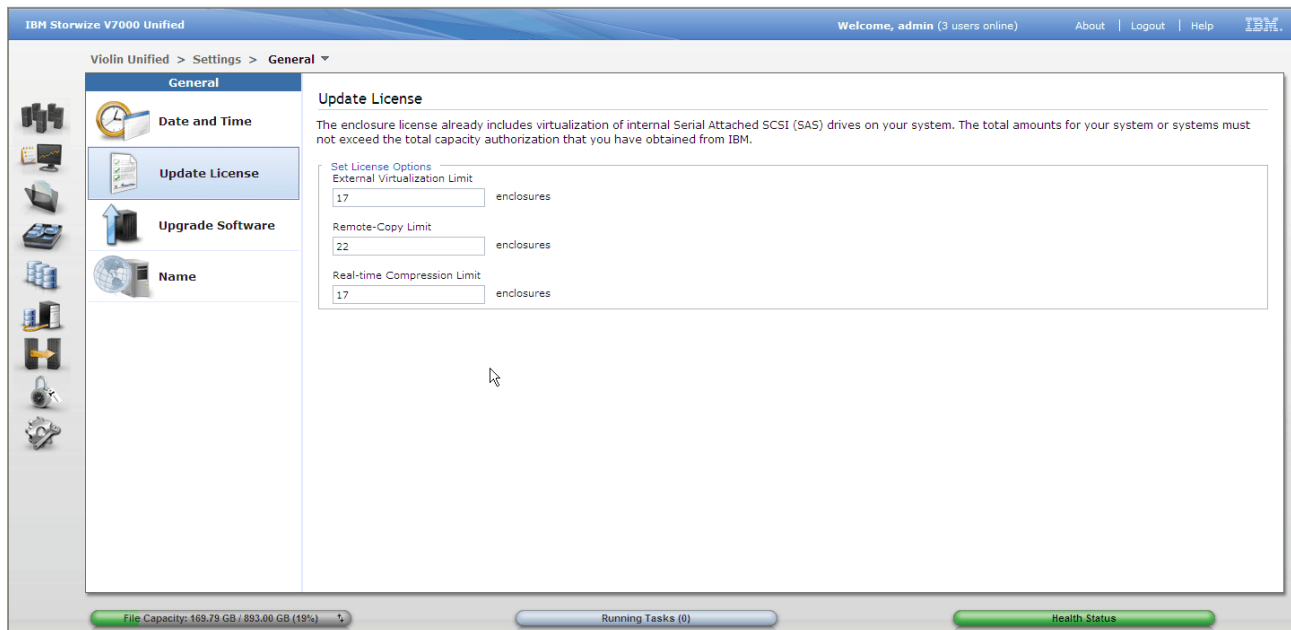 IBM Storwize V7000 Unified
Welcome, admin (3 users online)
About | Logout | Help
IBM.
Violin Unified > Settings > General
General
Date and Time
Update License
Upgrade Software
Name
Update License
The enclosure license already includes virtualization of internal Serial Attached SCSI (SAS) drives on your system. The total amounts for your system or systems must
not exceed the total capacity authorization that you have obtained from IBM.
Set License Options
External Virtualization Limit
17 enclosures
Remote-Copy Limit
22 enclosures
Real-time Compression Limit
17 enclosures
File Capacity: 169.79 GB / 893.00 GB (19%)
Running Tasks (0)
Health Status